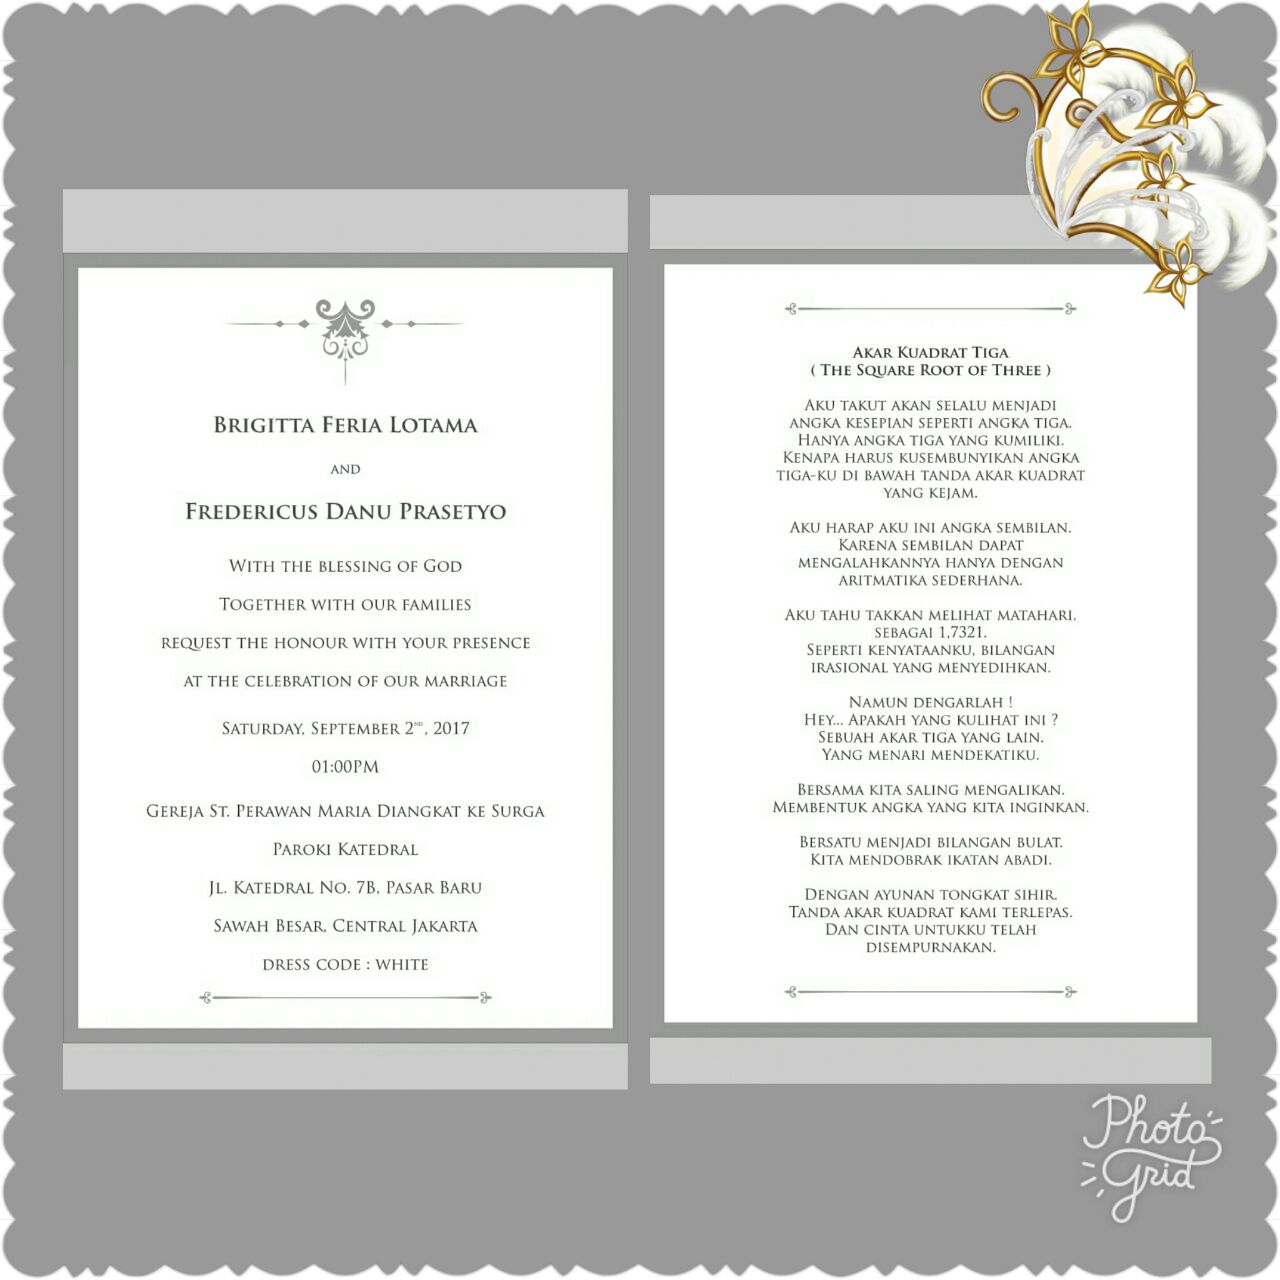 Brigitta Feria Lotama
and
Fredericus Danu Prasetyo
With the blessing of God
Together with our families
request the honour with your presence
at the celebration of our marriage
Saturday, September 2nd, 2017
01:00PM
Gereja St. Perawan Maria Diangkat ke Surga
Paroki Katedral
Jl. Katedral No. 7B, Pasar Baru
Sawah Besar, Central Jakarta
dress code : white
Akar Kuadrat Tiga
( The Square Root of Three )
Aku takut akan selalu menjadi
angka kesepian seperti angka tiga.
Hanya angka tiga yang kumiliki.
Kenapa harus kusembunyikan angka
tiga-ku di bawah tanda akar kuadrat
yang kejam.
Aku harap aku ini angka sembilan.
Karena sembilan dapat
mengalahkannya hanya dengan
aritmatika sederhana.
Aku tahu takkan melihat matahari,
sebagai 1,7321.
Seperti kenyataanku, bilangan
irasional yang menyedihkan.
Namun dengarlah !
Hey... Apakah yang kulihat ini ?
Sebuah akar tiga yang lain.
Yang menari mendekatiku.
Bersama kita saling mengalikan.
Membentuk angka yang kita inginkan.
Bersatu menjadi bilangan bulat.
Kita mendobrak ikatan abadi.
Dengan ayunan tongkat sihir.
Tanda akar kuadrat kami terlepas.
Dan cinta untukku telah
disempurnakan.
Photo
Grid